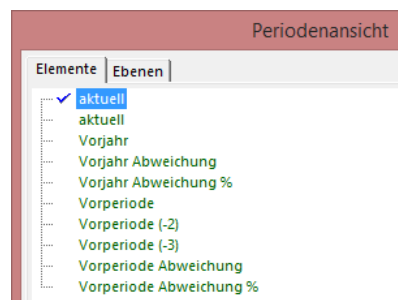 Periodenansicht
Elemente Ebenen
aktuell
aktuell
Vorjahr
Vorjahr Abweichung
Vorjahr Abweichung %
Vorperiode
Vorperiode (-2)
Vorperiode (-3)
Vorperiode Abweichung
Vorperiode Abweichung %